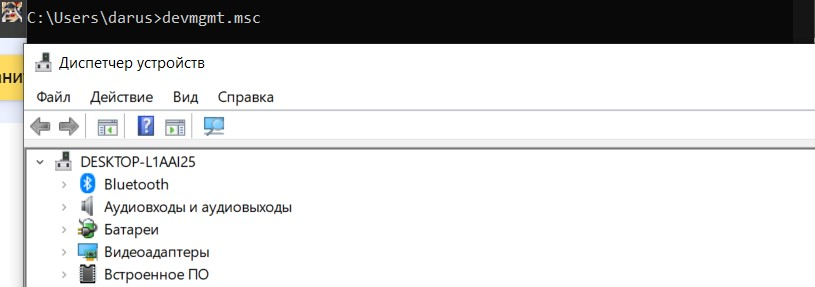 C:\Users\darus>devmgmt.msc
Диспетчер устройств
Файл Действие Вид Справка
DESKTOP-L1AAI25
Bluetooth
Аудиовходы и аудиовыходы
Батареи
Видеоадаптеры
Встроенное ПО